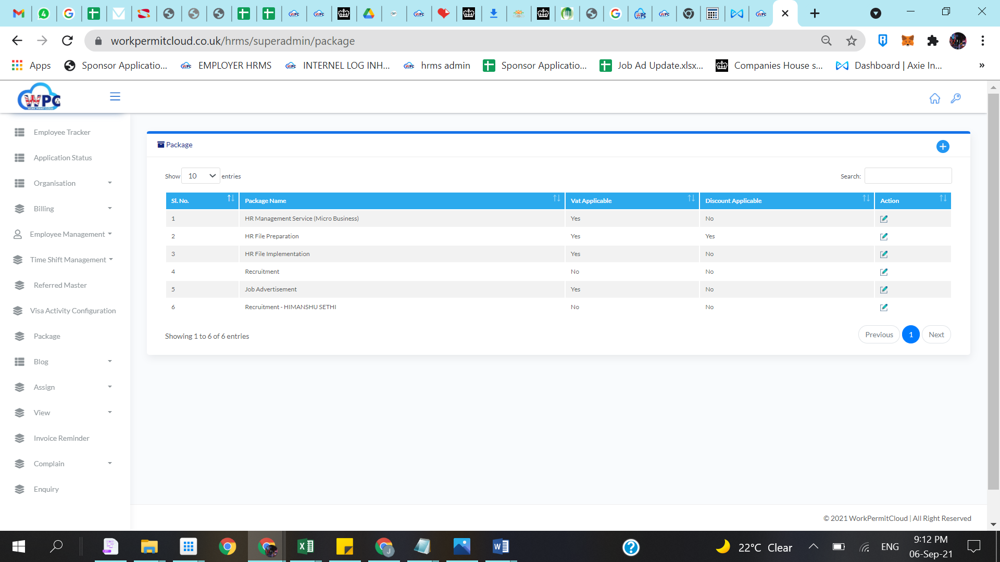 4
workpermitcloud.co.uk/hrms/superadmin/package
Apps
Sponsor Applicatio...
EMPLOYER HRMS
INTERNEL LOG INH...
hrms admin
Sponsor Applicatio...
Job Ad Update.xlsx...
Companies House s...
Dashboard | Axie In...
»
WPC
WORK PERMIT CLOUD
Employee Tracker
Application Status
Organisation
Billing
Employee Management
Time Shift Management
Referred Master
Visa Activity Configuration
Package
Blog
Assign
View
Invoice Reminder
Complain
Enquiry
Package
Show 10 entries
Search:
Sl. No. Package Name Vat Applicable Discount Applicable Action
1 HR Management Service (Micro Business) Yes No
2 HR File Preparation Yes Yes
3 HR File Implementation Yes No
4 Recruitment No No
5 Job Advertisement Yes No
6 Recruitment - HIMANSHU SETHI No No
Showing 1 to 6 of 6 entries
Previous 1 Next
© 2021 WorkPermitCloud | All Right Reserved
22°C Clear
ENG
9:12 PM
06-Sep-21